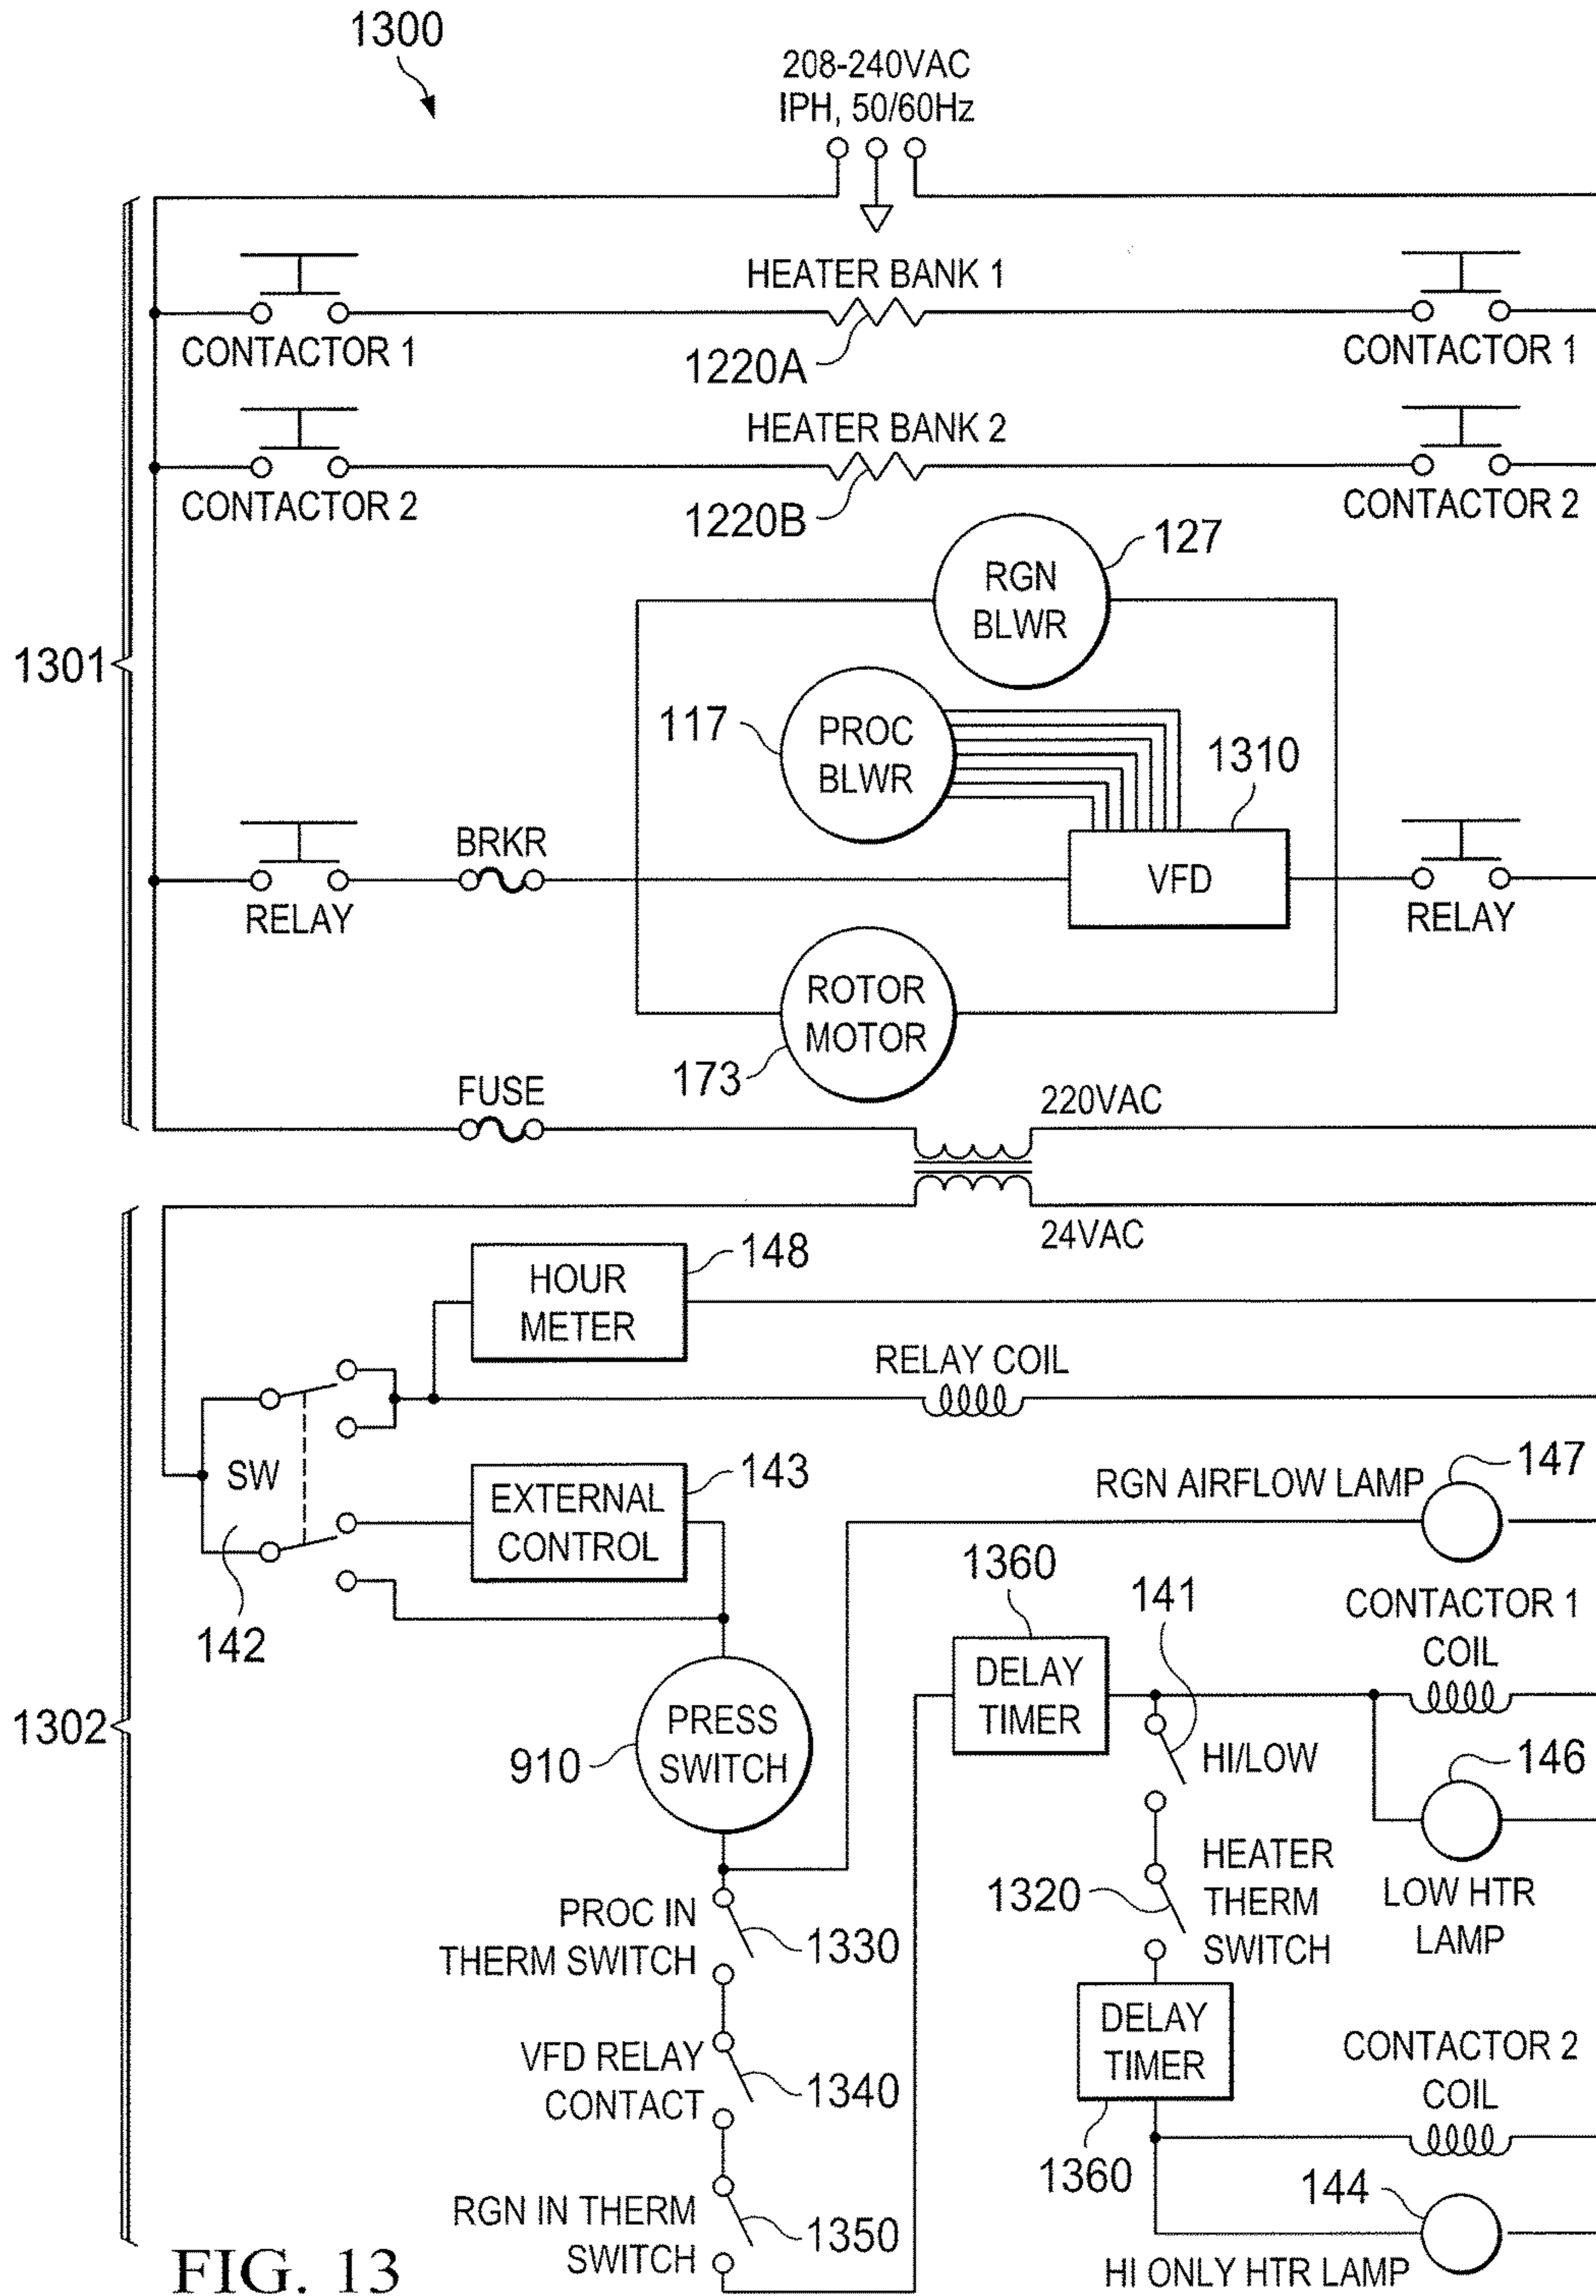 1300
208-240VAC
IPH, 50/60Hz
HEATER BANK 1
CONTACTOR 1
1220A
CONTACTOR 1
HEATER BANK 2
CONTACTOR 2
1220B
CONTACTOR 2
127
RGN
BLWR
1301
117
PROC
BLWR
1310
BRKR
VFD
RELAY
RELAY
ROTOR
MOTOR
173
FUSE
220VAC
24VAC
148
HOUR
METER
RELAY COIL
SW
143
147
EXTERNAL
CONTROL
RGN AIRFLOW LAMP
142
1360
141
CONTACTOR 1
COIL
DELAY
TIMER
1302
PRESS
SWITCH
910
HI/LOW
146
HEATER
THERM
SWITCH
1320
LOW HTR
LAMP
PROC IN
THERM SWITCH
1330
DELAY
TIMER
VFD RELAY
CONTACT
1340
CONTACTOR 2
COIL
1360
144
RGN IN THERM
SWITCH
1350
HI ONLY HTR LAMP
FIG. 13